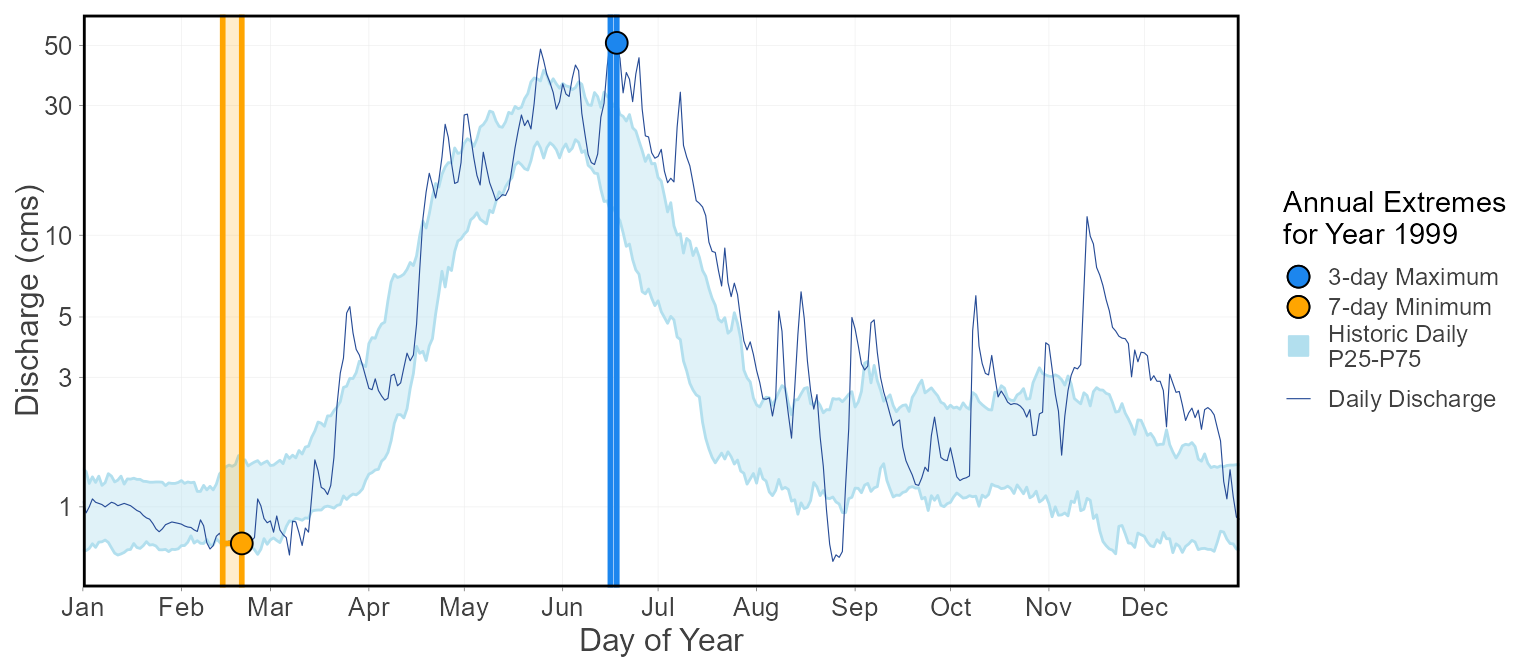 50
30
10
5
3
1
Discharge (cms)
Jan Feb Mar Apr May Jun Jul Aug Sep Oct Nov Dec
Day of Year
Annual Extremes
for Year 1999
3-day Maximum
7-day Minimum
Historic Daily
P25-P75
Daily Discharge